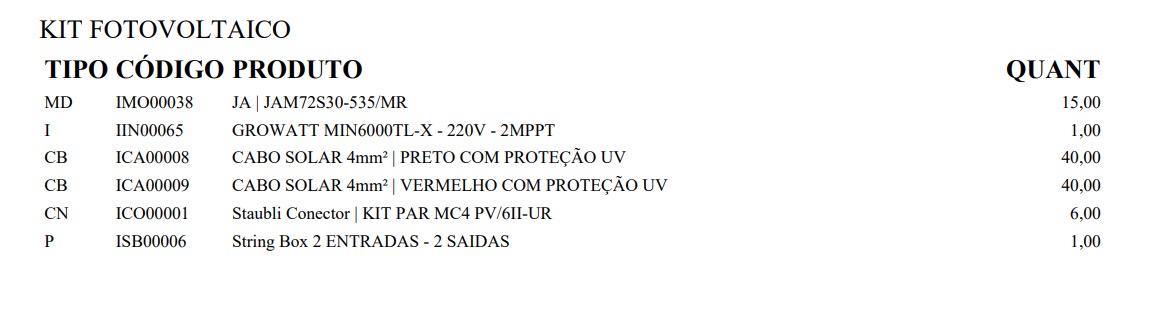 KIT FOTOVOLTAICO
TIPO CÓDIGO PRODUTO QUANT
MD IMO00038 JA | JAM72S30-535/MR 15,00
I IIN00065 GROWATT MIN6000TL-X - 220V - 2MPPT 1,00
CB ICA00008 CABO SOLAR 4mm² | PRETO COM PROTEÇÃO UV 40,00
CB ICA00009 CABO SOLAR 4mm² | VERMELHO COM PROTEÇÃO UV 40,00
CN ICO00001 Staubli Conector | KIT PAR MC4 PV/6II-UR 6,00
P ISB00006 String Box 2 ENTRADAS - 2 SAIDAS 1,00